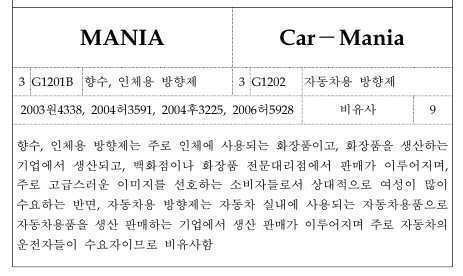 MANIA Car－Mania
3 G1201B 향수, 인체용 방향제 3 G1202 자동차용 방향제
2003원4338, 2004허3591, 2004후3225, 2006허5928 비유사 9
향수, 인체용 방향제는 주로 인체에 사용되는 화장품이고, 화장품을 생산하는
기업에서 생산되고, 백화점이나 화장품 전문대리점에서 판매가 이루어지며,
주로 고급스러운 이미지를 선호하는 소비자들로서 상대적으로 여성이 많이
수요하는 반면, 자동차용 방향제는 자동차 실내에 사용되는 자동차용품으로
자동차용품을 생산 판매하는 기업에서 생산 판매가 이루어지며 주로 자동차의
운전자들이 수요자이므로 비유사함